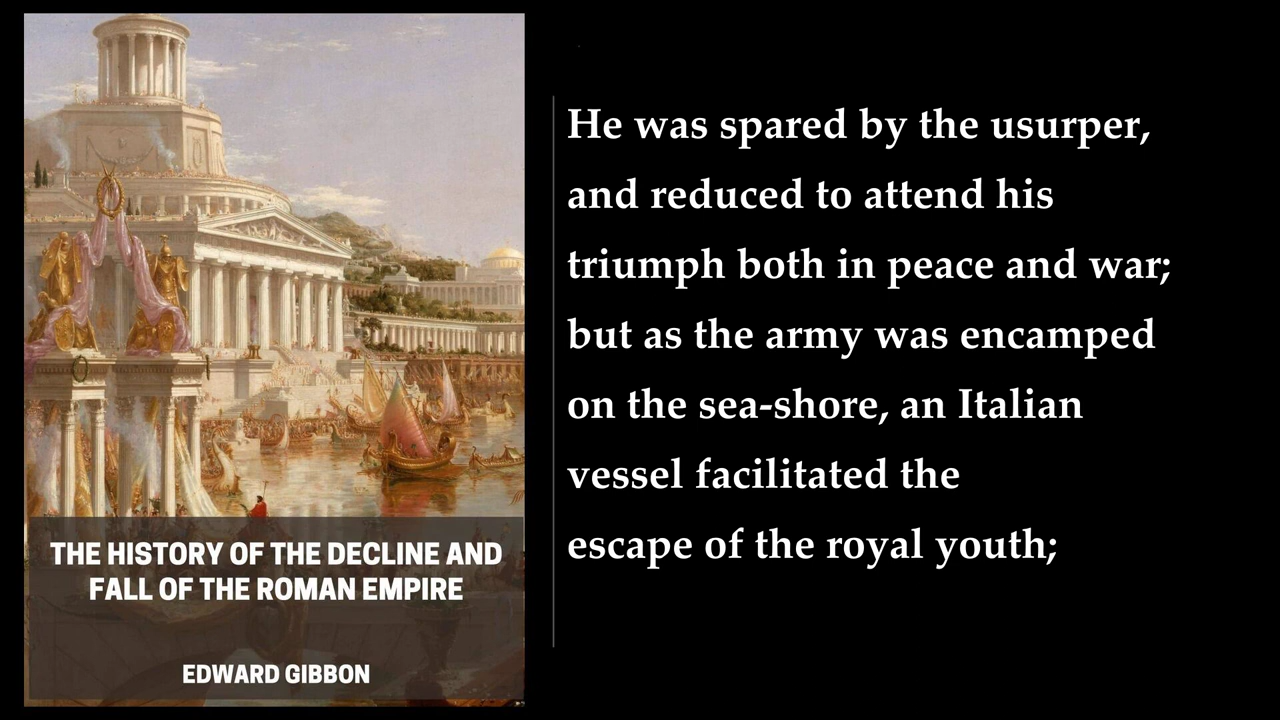 He was spared by the usurper,
and reduced to attend his
triumph both in peace and war;
but as the army was encamped
on the sea-shore, an Italian
vessel facilitated the
escape of the royal youth;
THE HISTORY OF THE DECLINE AND
FALL OF THE ROMAN EMPIRE
EDWARD GIBBON